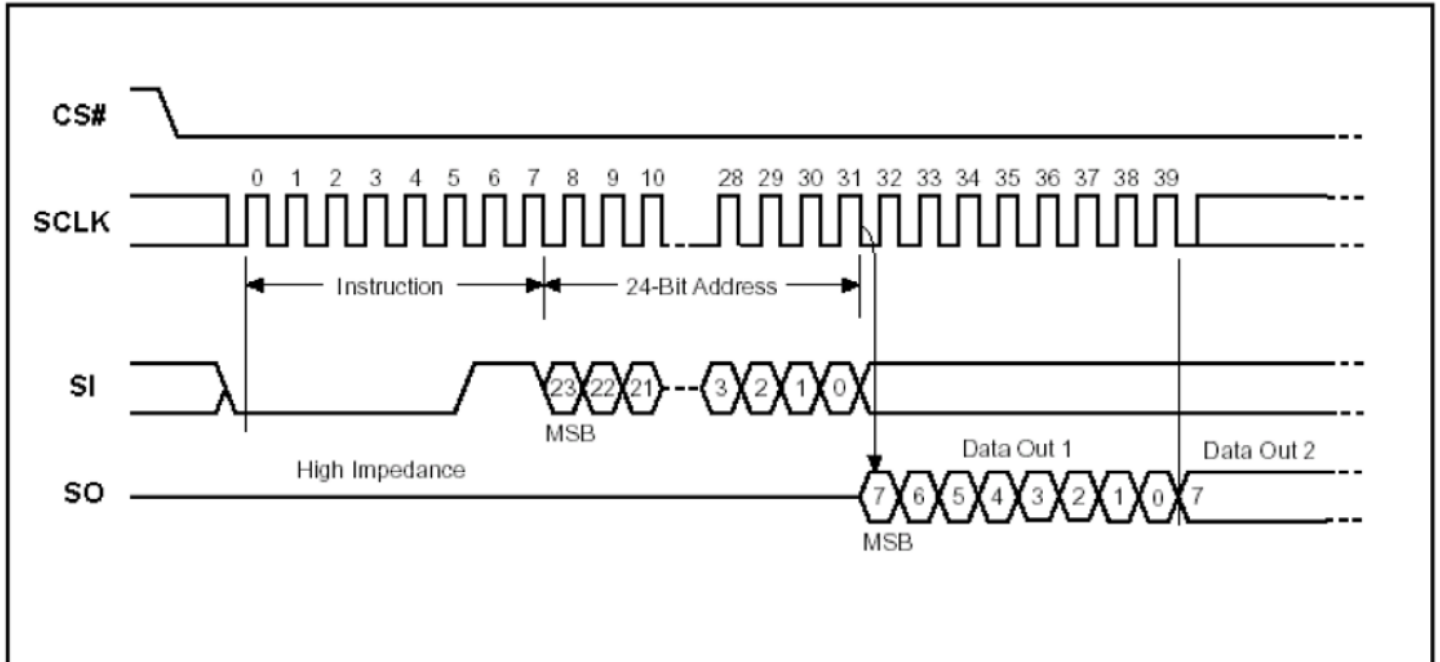 CS#
0 1 2 3 4 5 6 7 8 9 10 28 29 30 31 32 33 34 35 36 37 38 39
SCLK
Instruction 24-Bit Address
SI 23 22 21 3 2 1 0
MSB
High Impedance Data Out 1 Data Out 2
SO 7 6 5 4 3 2 1 0 7
MSB